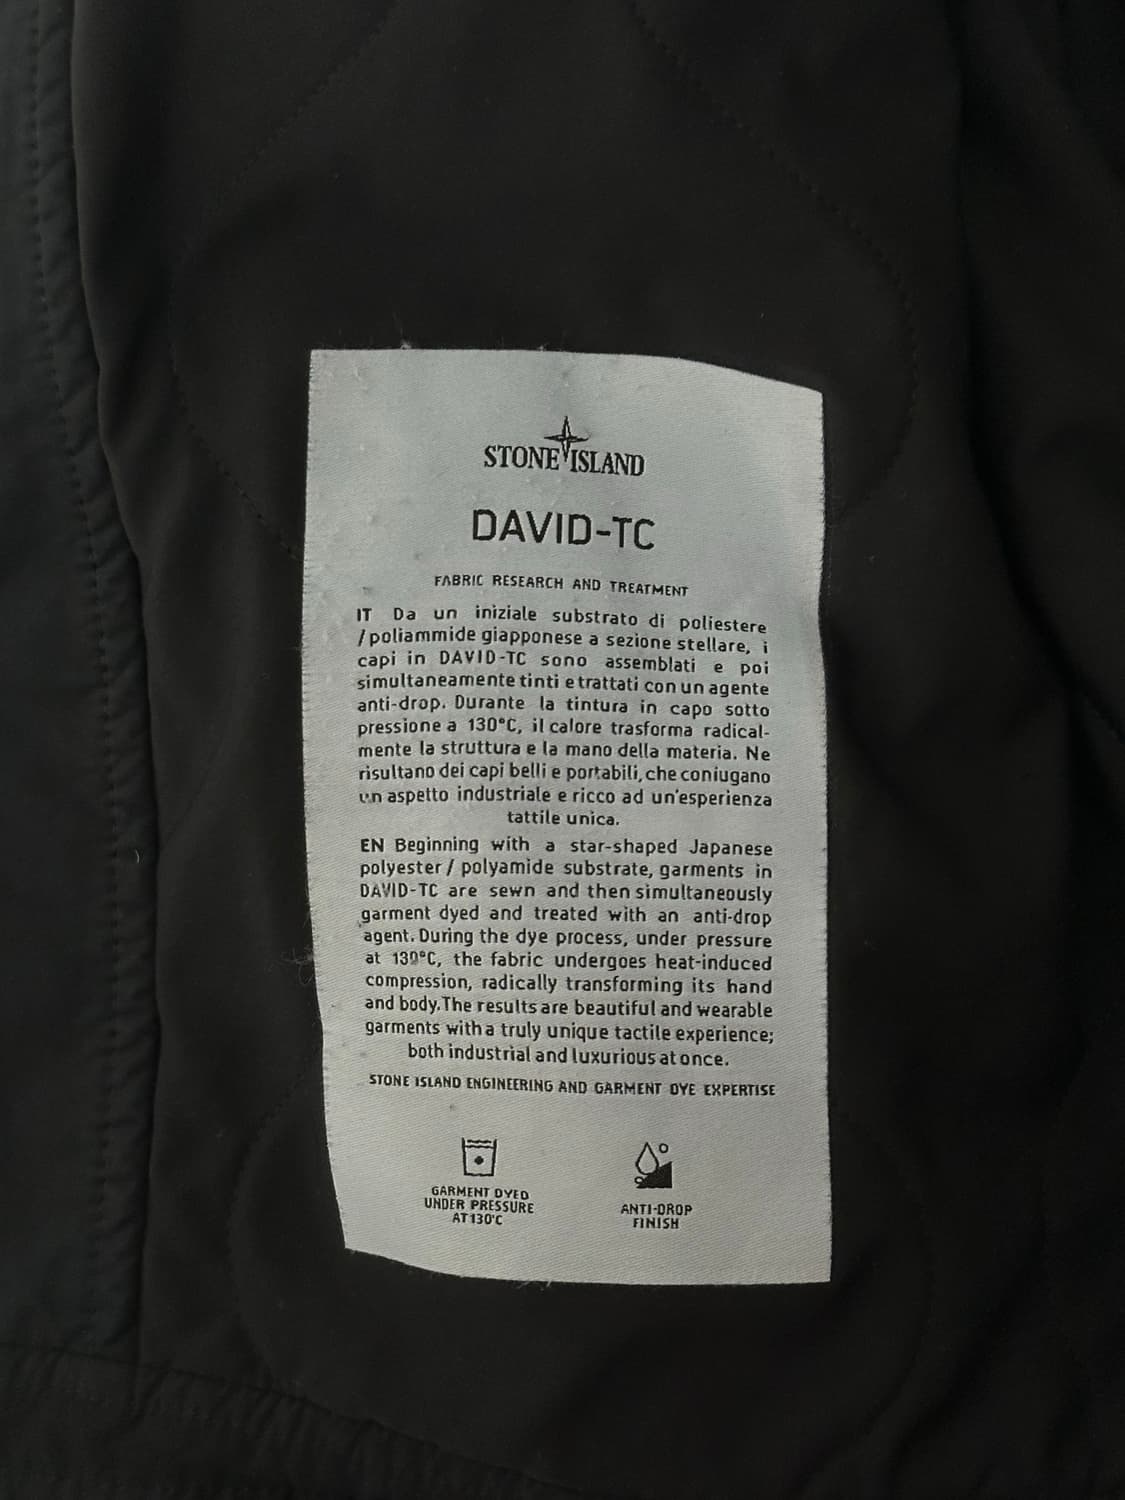 STONE ISLAND
DAVID-TC
FABRIC RESEARCH AND TREATMENT
IT Da un iniziale substrato di poliestere
/poliammide giapponese a sezione stellare, i
capi in DAVID-TC sono assemblati e poi
simultaneamente tinti e trattati con un agente
anti-drop. Durante la tintura in capo sotto
pressione a 130°C, il calore trasforma radical-
mente la struttura e la mano della materia. Ne
risultano dei capi belli e portabili, che coniugano
un aspetto industriale e ricco ad un'esperienza
tattile unica.
EN Beginning with a star-shaped Japanese
polyester / polyamide substrate, garments in
DAVID-TC are sewn and then simultaneously
garment dyed and treated with an anti-drop
agent. During the dye process, under pressure
at 130°C, the fabric undergoes heat-induced
compression, radically transforming its hand
and body. The results are beautiful and wearable
garments with a truly unique tactile experience;
both industrial and luxurious at once.
STONE ISLAND ENGINEERING AND GARMENT DYE EXPERTISE
GARMENT DYED
UNDER PRESSURE
AT 130°C
ANTI-DROP
FINISH